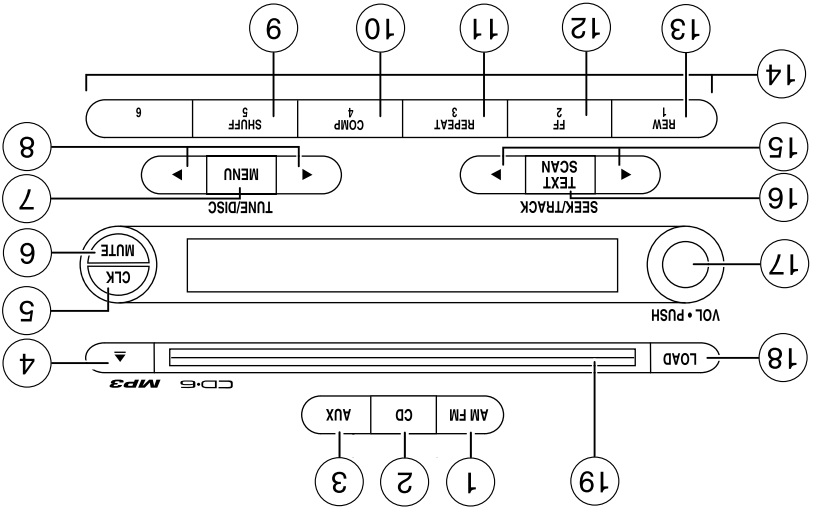 19 1 2 3
AM FM CD AUX
CD•6 MP3
18 LOAD 4
VOL • PUSH
CLK 5
17
MUTE 6
SEEK/TRACK TUNE/DISC
16 TEXT MENU 7
SCAN
15 8
REW FF REPEAT COMP SHUFF
1 2 3 4 5 6
14
13 12 11 10 9